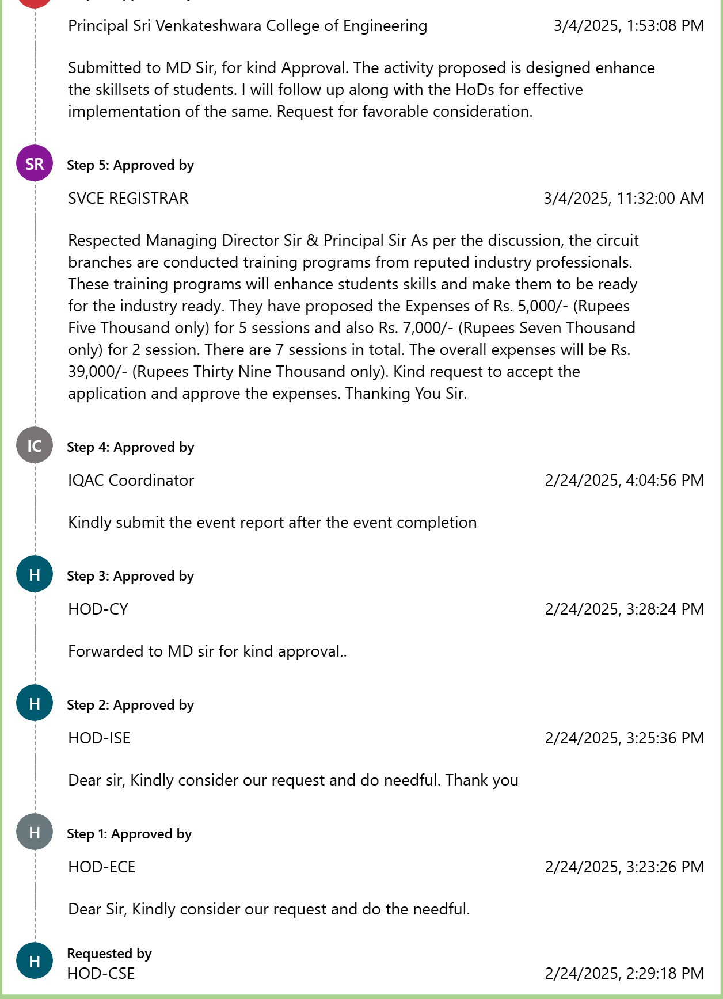 Principal Sri Venkateshwara College of Engineering 3/4/2025, 1:53:08 PM
Submitted to MD Sir, for kind Approval. The activity proposed is designed enhance
the skillsets of students. I will follow up along with the HoDs for effective
implementation of the same. Request for favorable consideration.
SR Step 5: Approved by
SVCE REGISTRAR 3/4/2025, 11:32:00 AM
Respected Managing Director Sir & Principal Sir As per the discussion, the circuit
branches are conducted training programs from reputed industry professionals.
These training programs will enhance students skills and make them to be ready
for the industry ready. They have proposed the Expenses of Rs. 5,000/- (Rupees
Five Thousand only) for 5 sessions and also Rs. 7,000/- (Rupees Seven Thousand
only) for 2 session. There are 7 sessions in total. The overall expenses will be Rs.
39,000/- (Rupees Thirty Nine Thousand only). Kind request to accept the
application and approve the expenses. Thanking You Sir.
IC Step 4: Approved by
IQAC Coordinator 2/24/2025, 4:04:56 PM
Kindly submit the event report after the event completion
H Step 3: Approved by
HOD-CY 2/24/2025, 3:28:24 PM
Forwarded to MD sir for kind approval..
H Step 2: Approved by
HOD-ISE 2/24/2025, 3:25:36 PM
Dear sir, Kindly consider our request and do needful. Thank you
H Step 1: Approved by
HOD-ECE 2/24/2025, 3:23:26 PM
Dear Sir, Kindly consider our request and do the needful.
H Requested by
HOD-CSE 2/24/2025, 2:29:18 PM